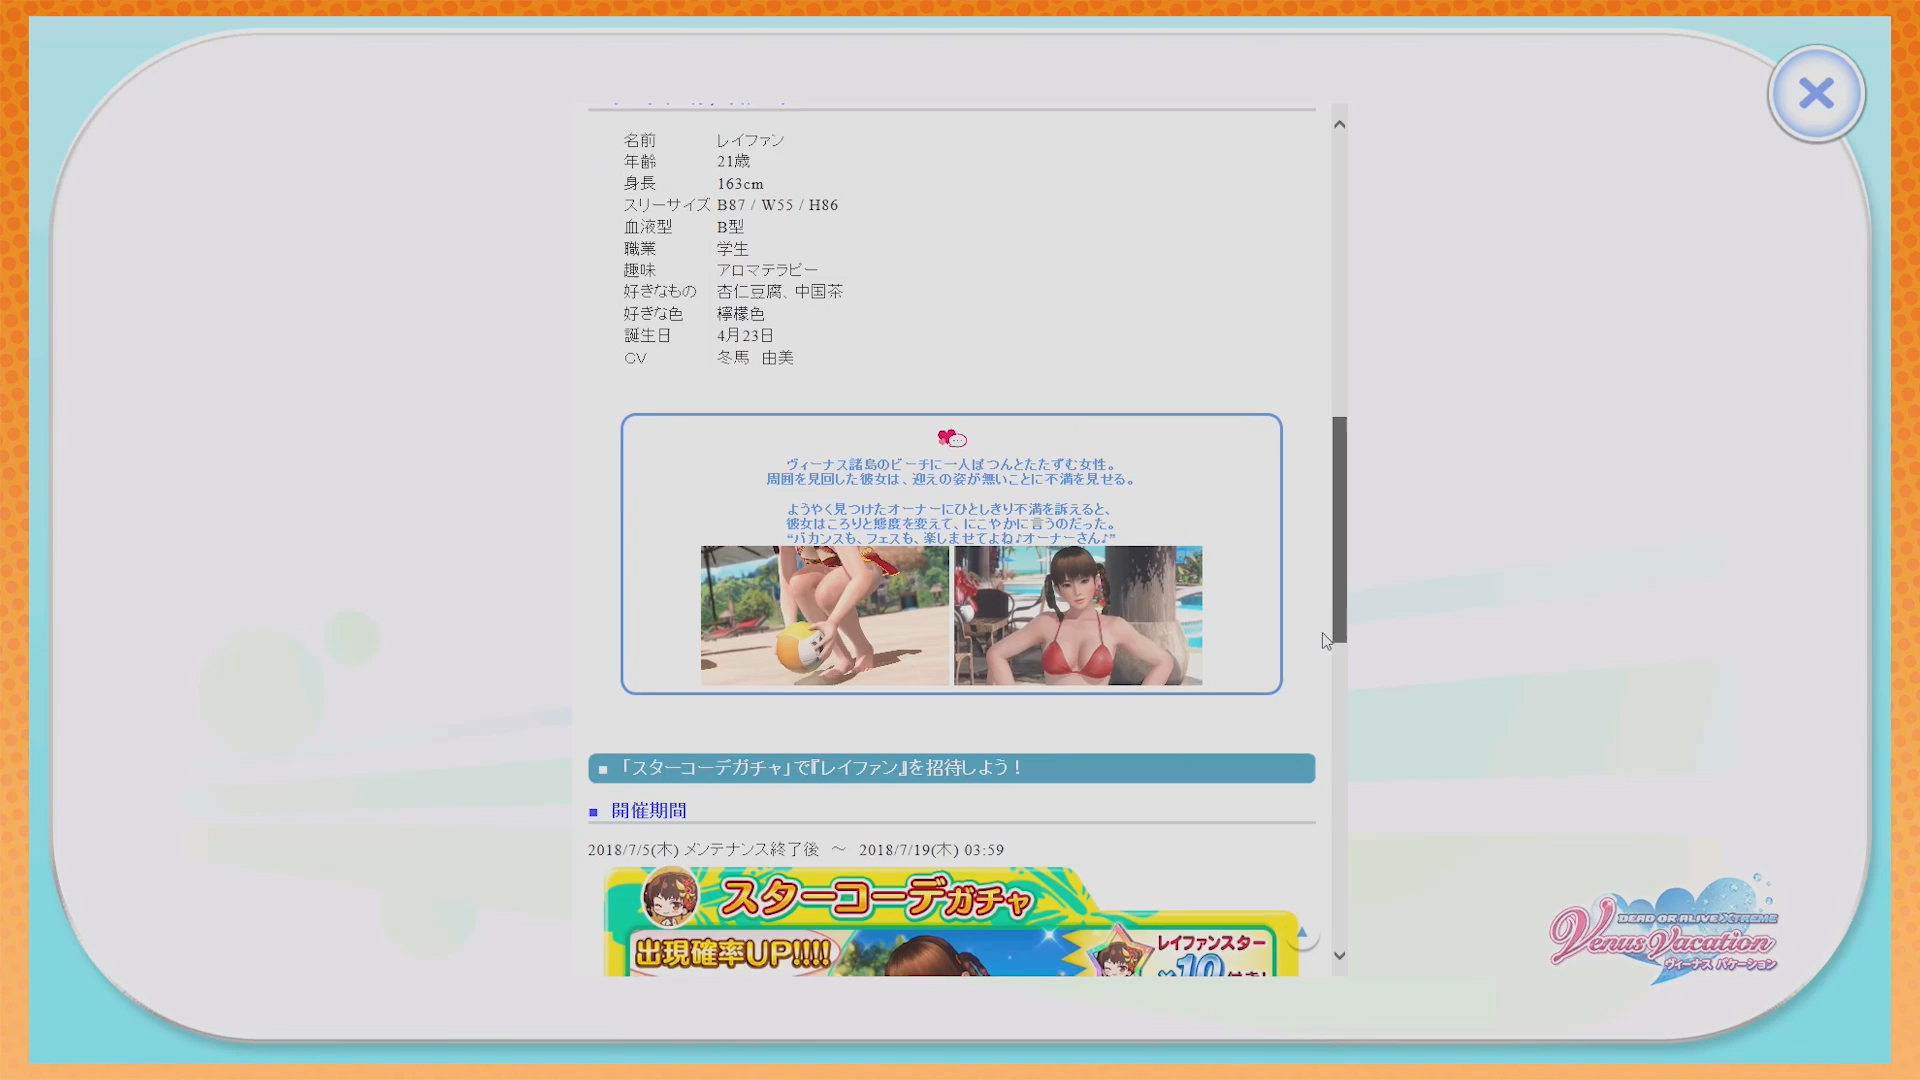 名前 レイファン
年齢 21歳
身長 163cm
スリーサイズ B87 / W55 / H86
血液型 B型
職業 学生
趣味 アロマテラピー
好きなもの 杏仁豆腐、中国茶
好きな色 檸檬色
誕生日 4月23日
CV 冬馬 由美
ヴィーナス諸島のビーチに一人ぽつんとたたずむ女性。
周囲を見回した彼女は、迎えの姿が無いことに不満を見せる。
ようやく見つけたオーナーにひとしきり不満を訴えると、
彼女はころりと態度を変えて、にこやかに言うのだった。
“バカンスも、フェスも、楽しませてよね♪オーナーさん♪”
■ 「スターコーデガチャ」で『レイファン』を招待しよう！
■ 開催期間
2018/7/5(木) メンテナンス終了後 ～ 2018/7/19(木) 03:59
スターコーデガチャ
出現確率UP!!!!
レイファンスター
×10付き!
DEAD OR ALIVE XTREME
Venus Vacation
ヴィーナス バケーション